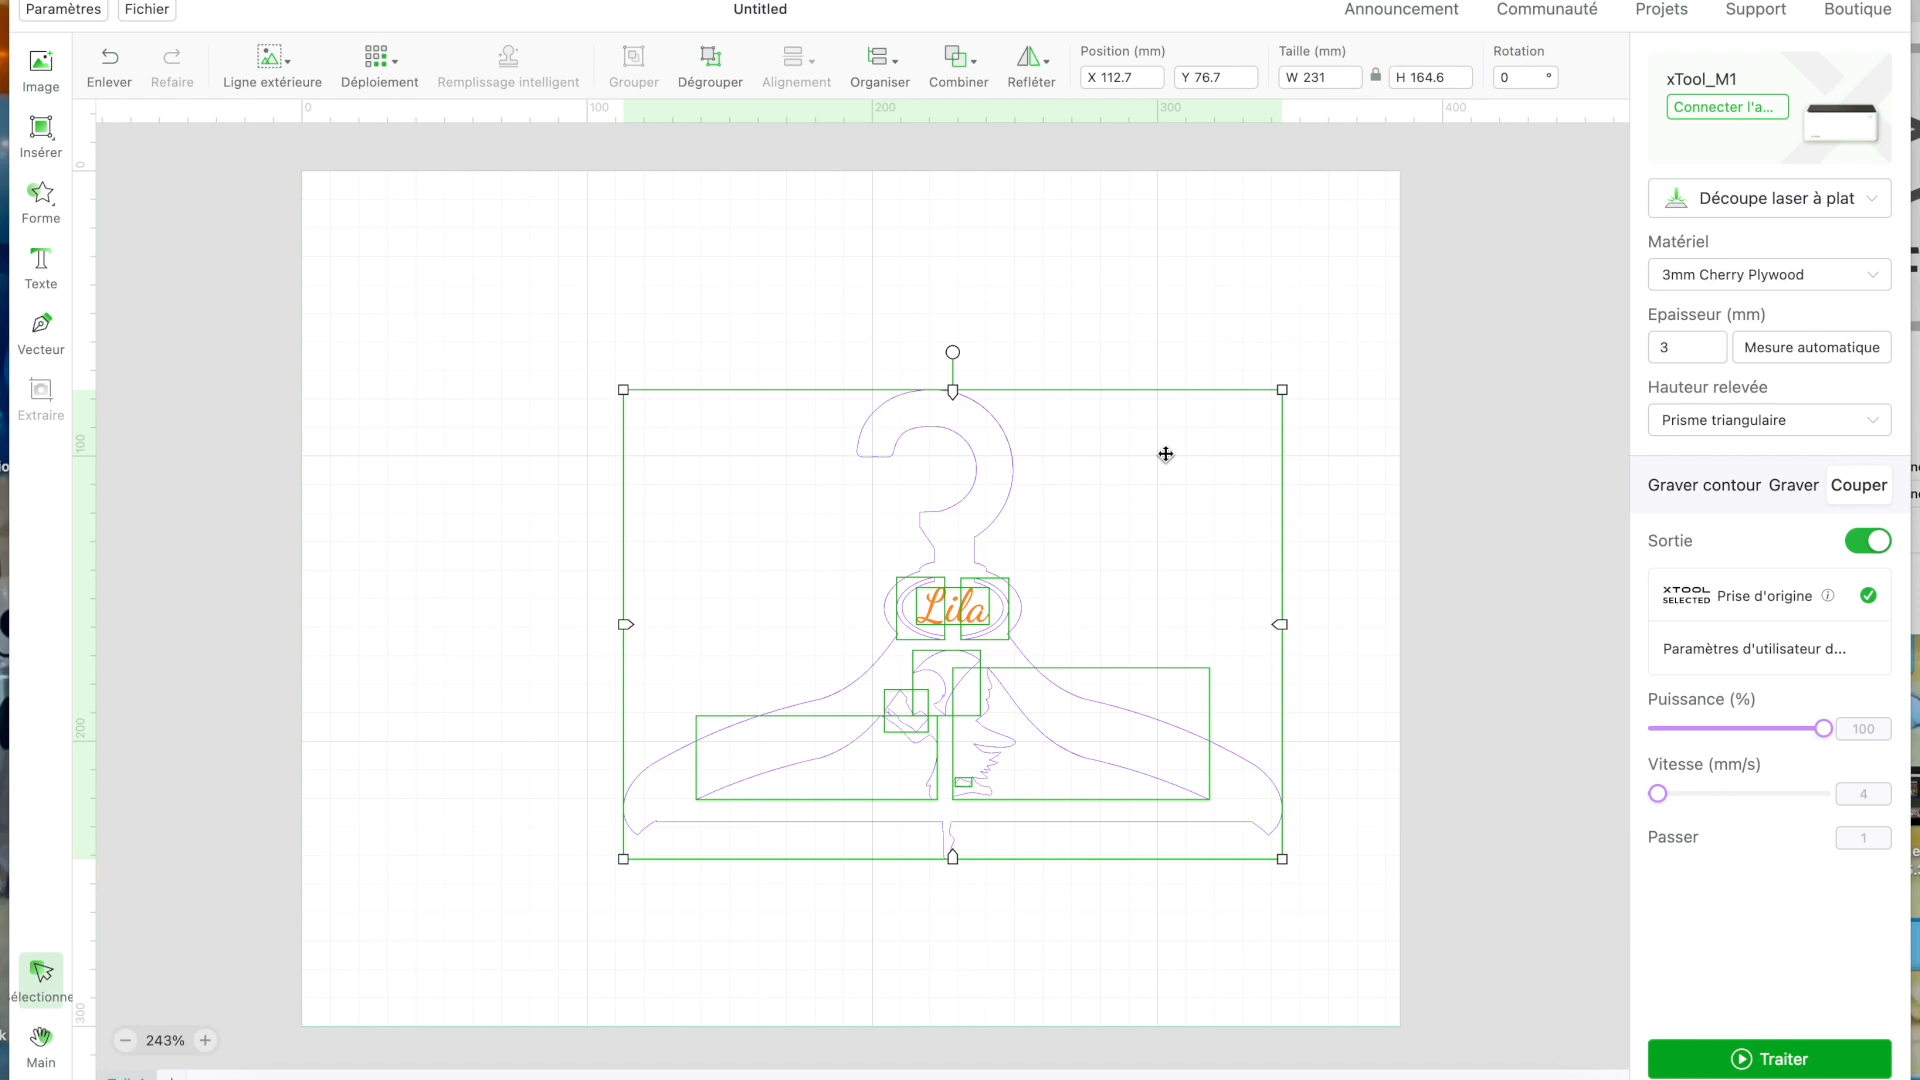 Paramètres Fichier Untitled Announcement Communauté Projets Support Boutique
Enlever Refaire Ligne extérieure Déploiement Remplissage intelligent Grouper Dégrouper Alignement Organiser Combiner Refléter
Position (mm) Taille (mm) Rotation
X 112.7 Y 76.7 W 231 H 164.6 0 °
0 100 200 300 400
0
100
200
300
Image
Insérer
Forme
Texte
Vecteur
Extraire
électionne
Main
243%
Lila
xTool_M1
Connecter l'a...
Découpe laser à plat
Matériel
3mm Cherry Plywood
Epaisseur (mm)
3 Mesure automatique
Hauteur relevée
Prisme triangulaire
Graver contour Graver Couper
Sortie
XTOOL SELECTED Prise d'origine
Paramètres d'utilisateur d...
Puissance (%)
100
Vitesse (mm/s)
4
Passer 1
Traiter